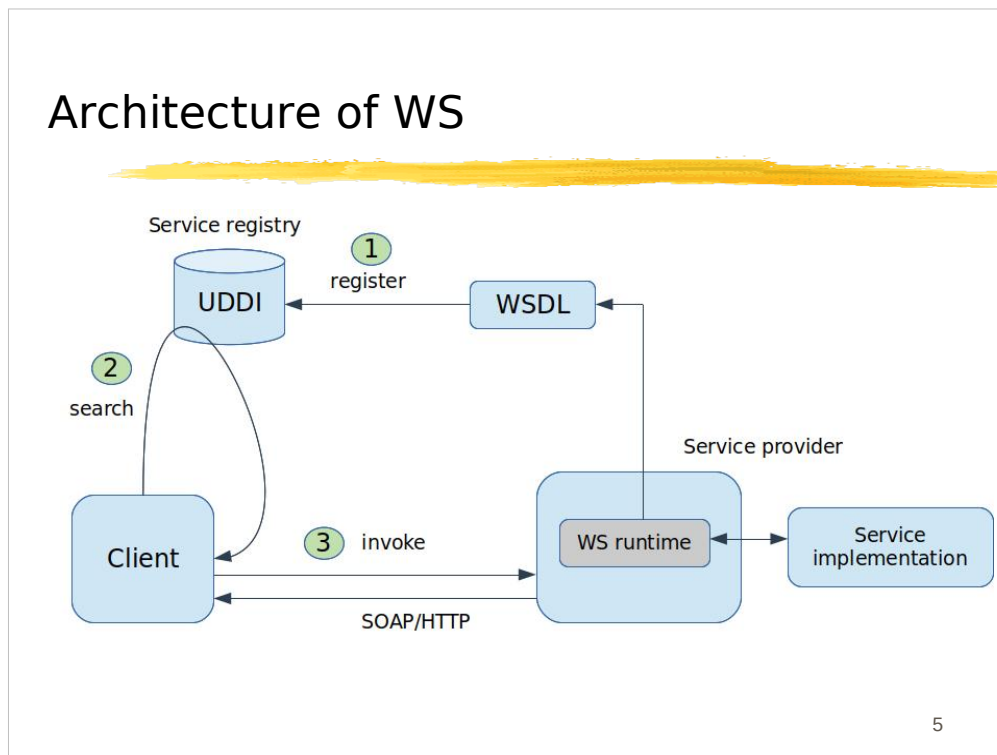 Architecture of WS
Service registry
1
register
UDDI
WSDL
2
search
Service provider
Client
3
invoke
WS runtime
Service
implementation
SOAP/HTTP
5